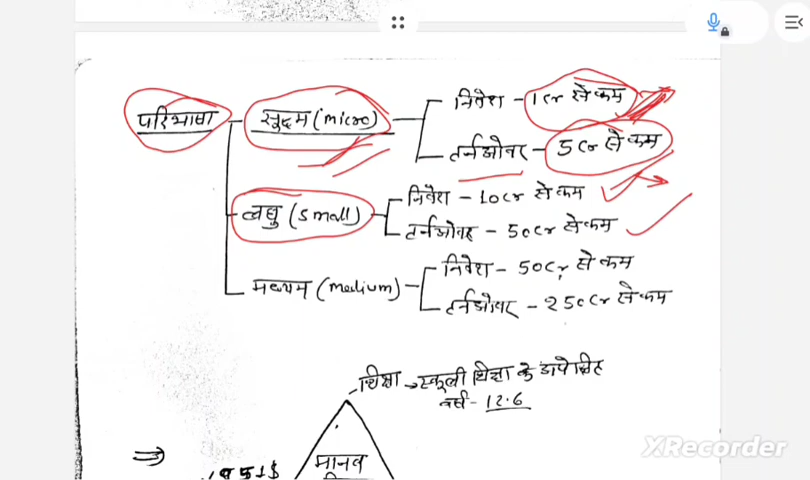 निवेश - 1cr से कम
परिभाषा - सूक्ष्म (micro)
टर्नओवर - 5cr से कम
निवेश - 10cr से कम
लघु (Small)
टर्नओवर - 50Cr से कम
निवेश - 50Cr से कम
मध्यम (medium)
टर्नओवर - 250Cr से कम
शिक्षा → स्कूली शिक्षा के
वर्ष - 12.6
⇒
मानव
XRecorder